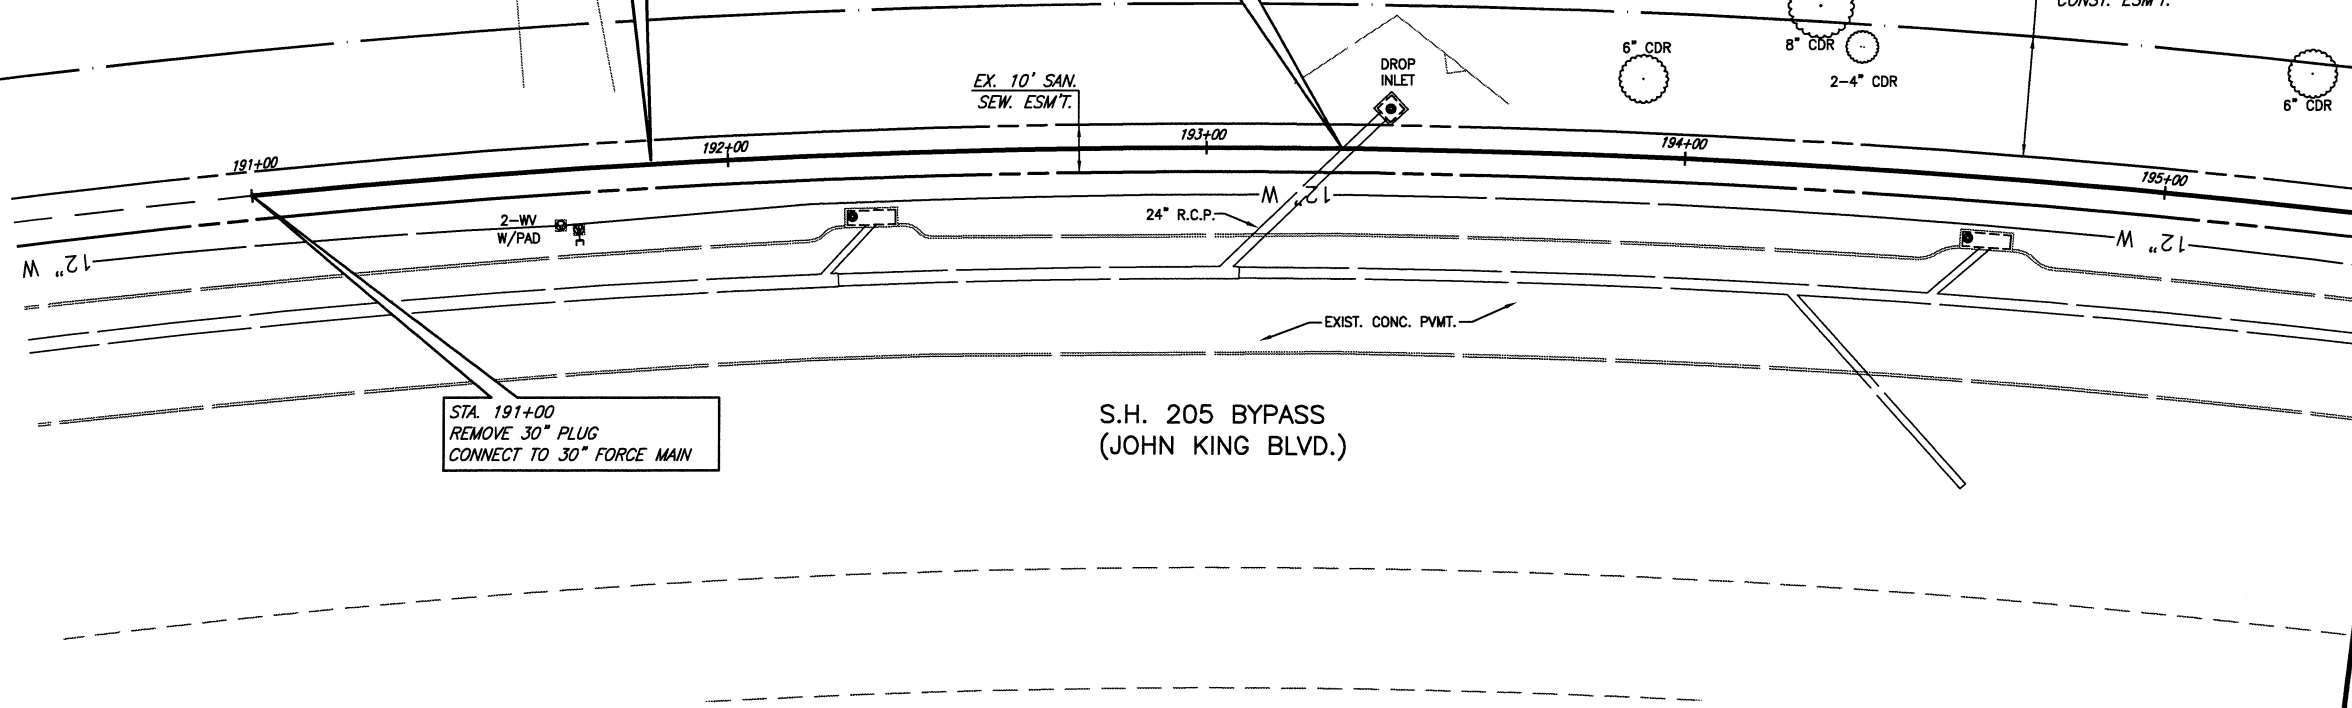 CONST. ESM'T.
6" CDR
8" CDR
2-4" CDR
6" CDR
DROP
INLET
EX. 10' SAN.
SEW. ESM'T.
191+00
192+00
193+00
194+00
195+00
2-WV
W/PAD
12" W
12" W
12" W
24" R.C.P.
EXIST. CONC. PVMT.
STA. 191+00
REMOVE 30" PLUG
CONNECT TO 30" FORCE MAIN
S.H. 205 BYPASS
(JOHN KING BLVD.)